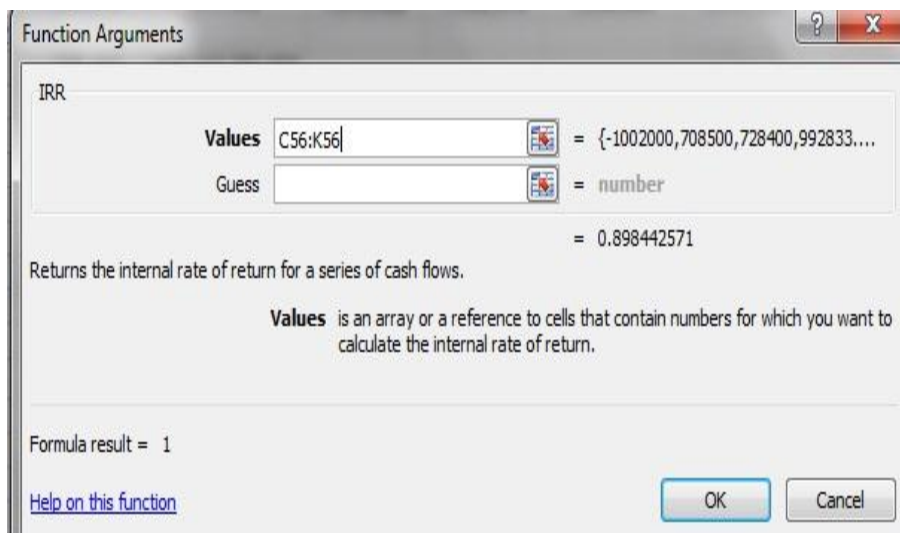 Function Arguments
? X
IRR
Values C56:K56 = {-1002000,708500,728400,992833....
Guess = number
= 0.898442571
Returns the internal rate of return for a series of cash flows.
Values is an array or a reference to cells that contain numbers for which you want to
calculate the internal rate of return.
Formula result = 1
Help on this function
OK Cancel